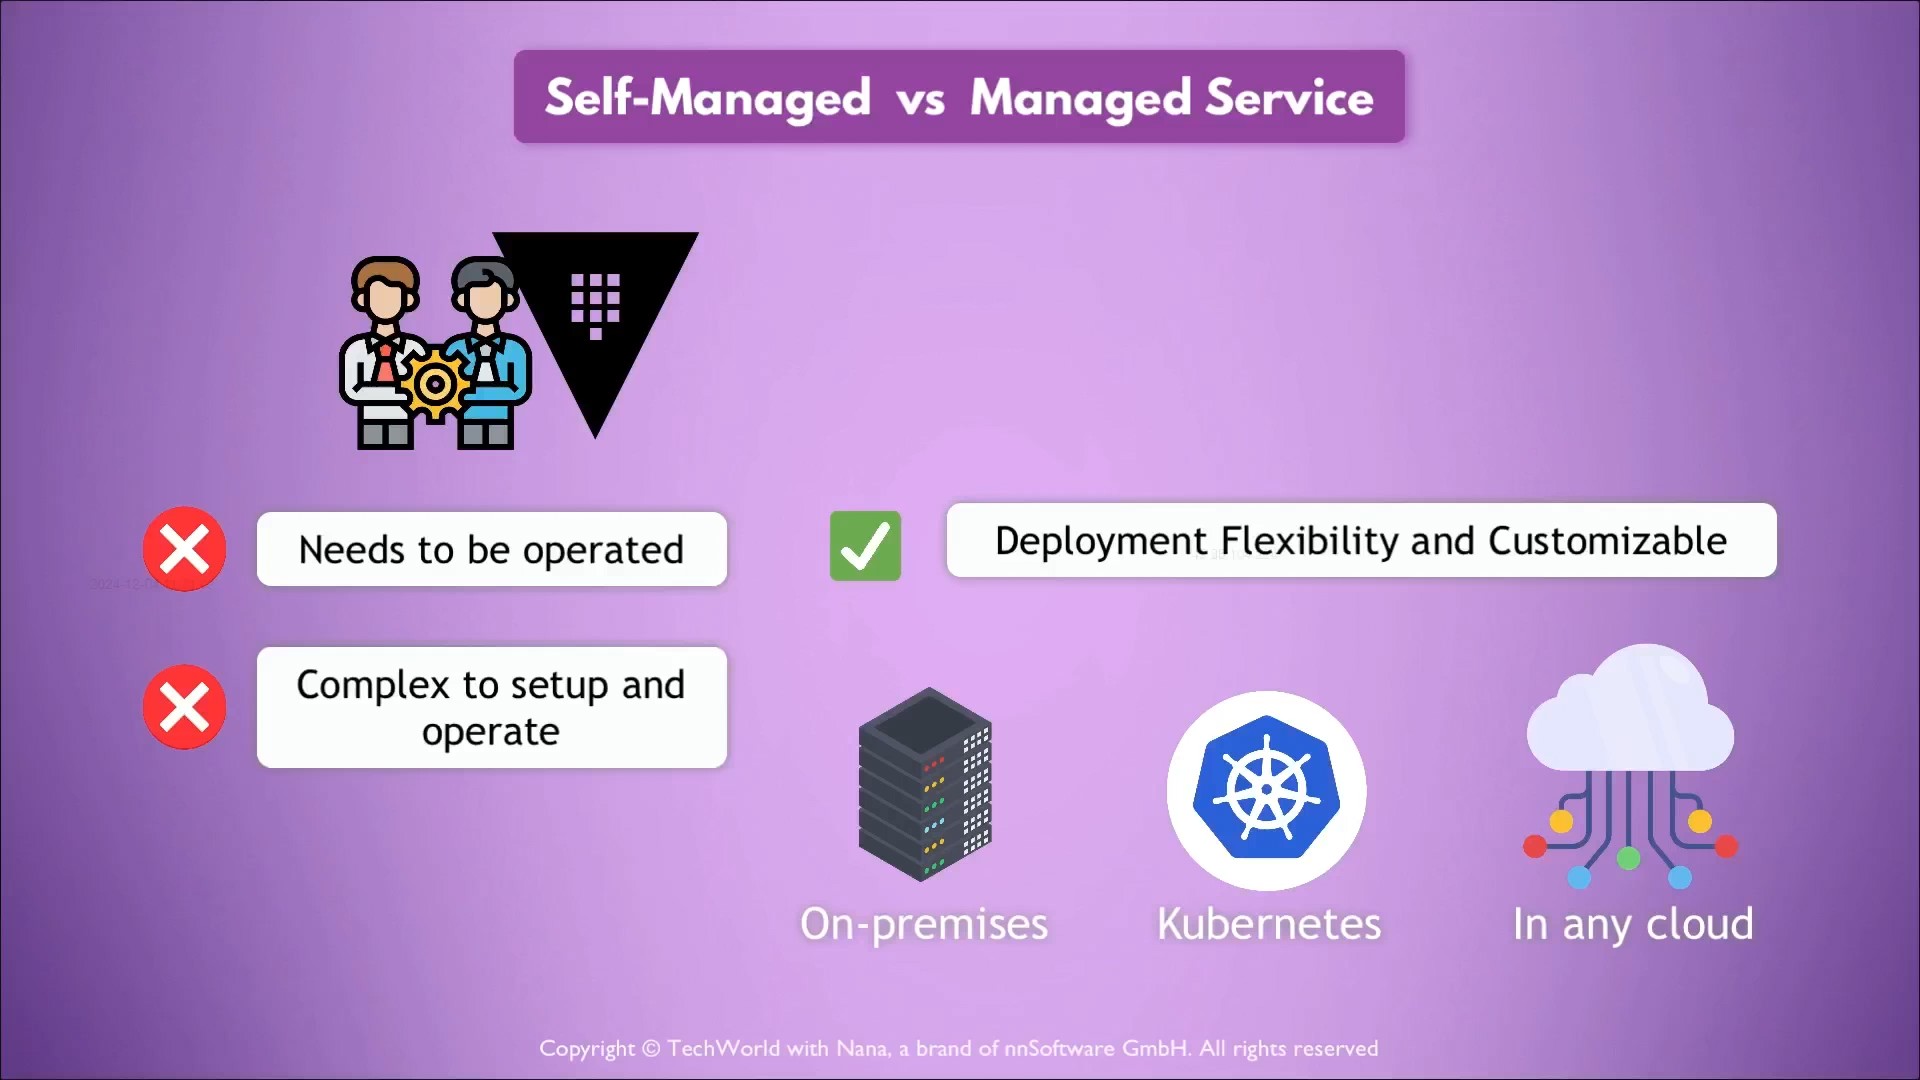 Self-Managed vs Managed Service
Needs to be operated
Deployment Flexibility and Customizable
Complex to setup and
operate
On-premises
Kubernetes
In any cloud
Copyright © TechWorld with Nana, a brand of nnSoftware GmbH. All rights reserved